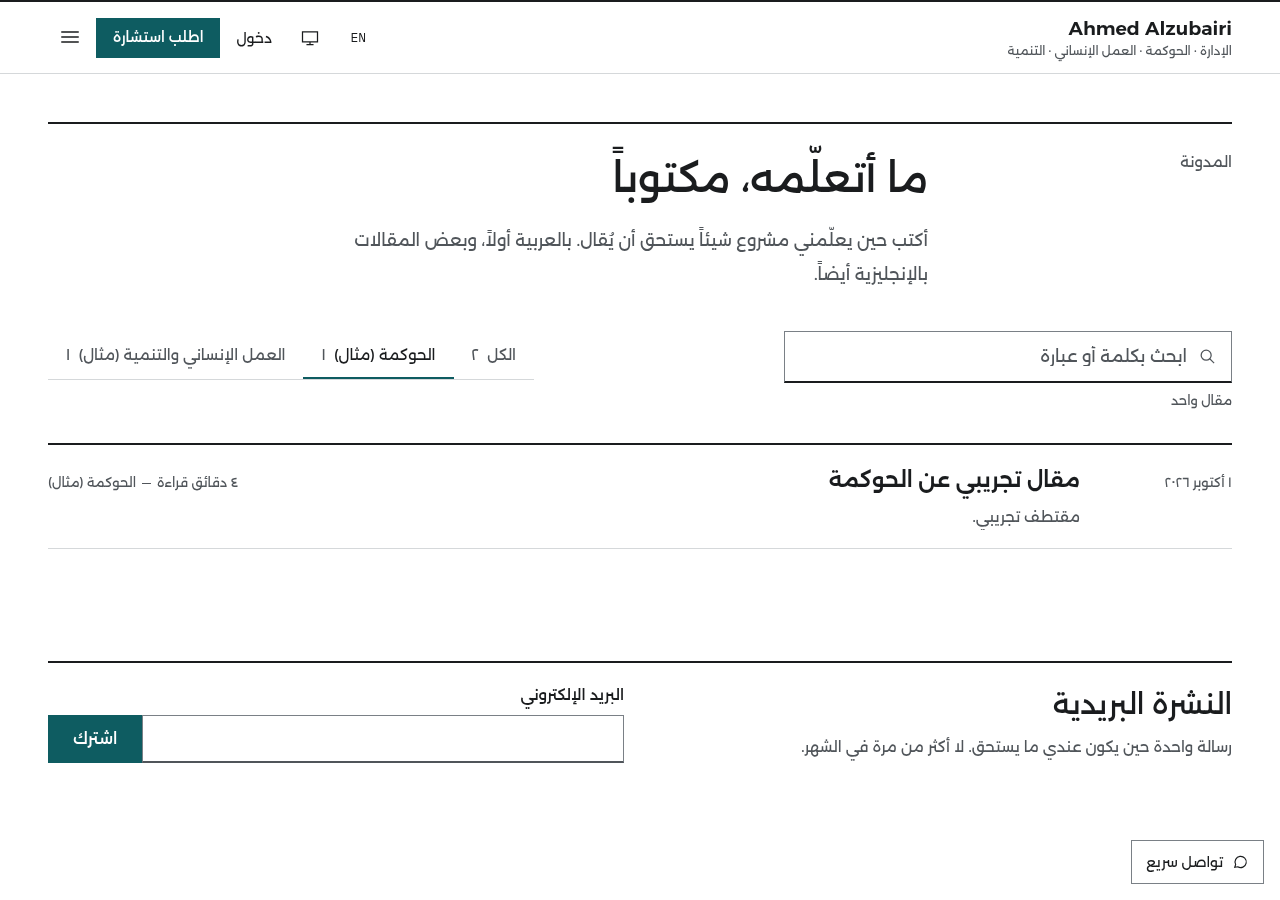 Ahmed Alzubairi
الإدارة · الحوكمة · العمل الإنساني · التنمية
EN
دخول
اطلب استشارة
المدونة
ما أتعلّمه، مكتوباً
أكتب حين يعلّمني مشروع شيئاً يستحق أن يُقال. بالعربية أولاً، وبعض المقالات
بالإنجليزية أيضاً.
ابحث بكلمة أو عبارة
الكل ٢
الحوكمة (مثال) ١
العمل الإنساني والتنمية (مثال) ١
مقال واحد
١ أكتوبر ٢٠٢٦
مقال تجريبي عن الحوكمة
٤ دقائق قراءة — الحوكمة (مثال)
مقتطف تجريبي.
النشرة البريدية
رسالة واحدة حين يكون عندي ما يستحق. لا أكثر من مرة في الشهر.
البريد الإلكتروني
اشترك
تواصل سريع